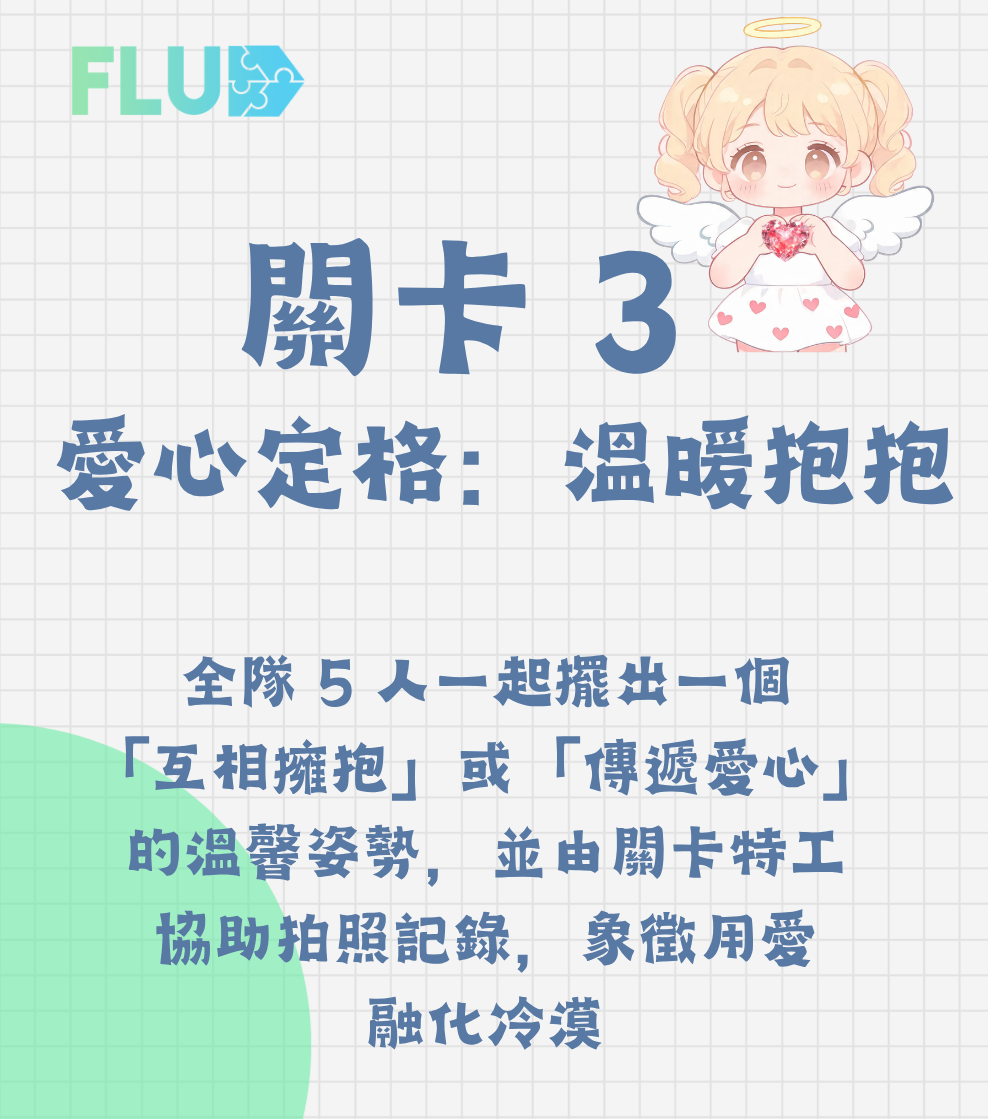 FLUD
關卡 3
愛心定格：溫暖抱抱
全隊 5 人一起擺出一個
「互相擁抱」或「傳遞愛心」
的溫馨姿勢，並由關卡特工
協助拍照記錄，象徵用愛
融化冷漠